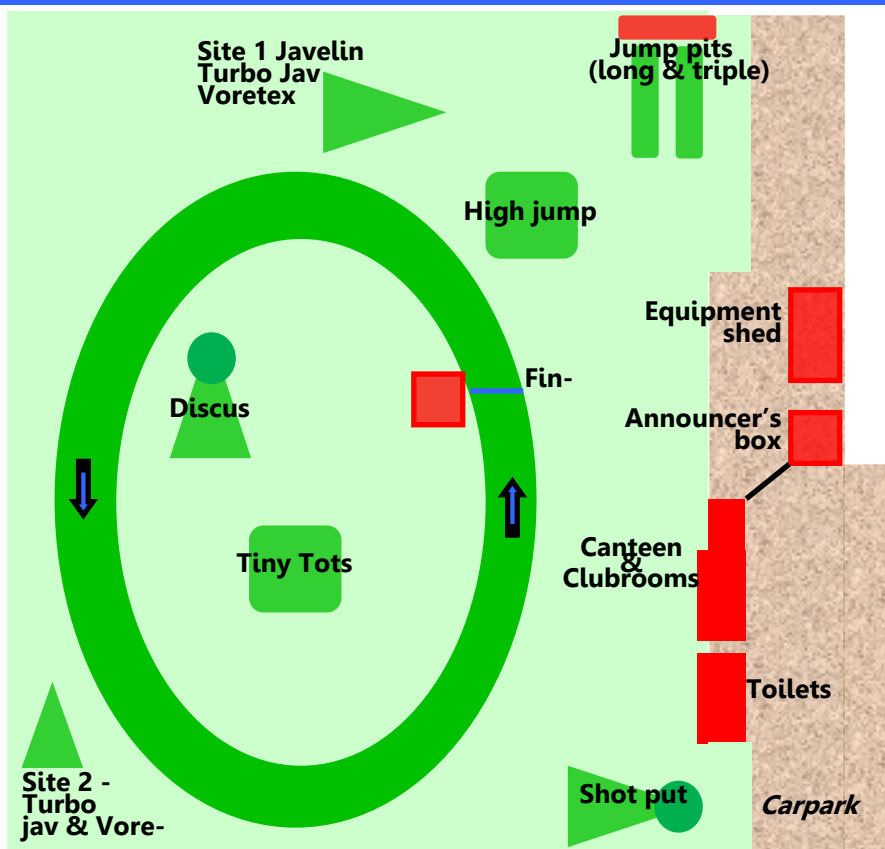 Site 1 Javelin
Turbo Jav
Voretex
Jump pits
(long & triple)
High jump
Equipment
shed
Fin-
Discus
Announcer’s
box
Canteen
&
Clubrooms
Tiny Tots
Toilets
Site 2 -
Turbo
jav & Vore-
Shot put
Carpark